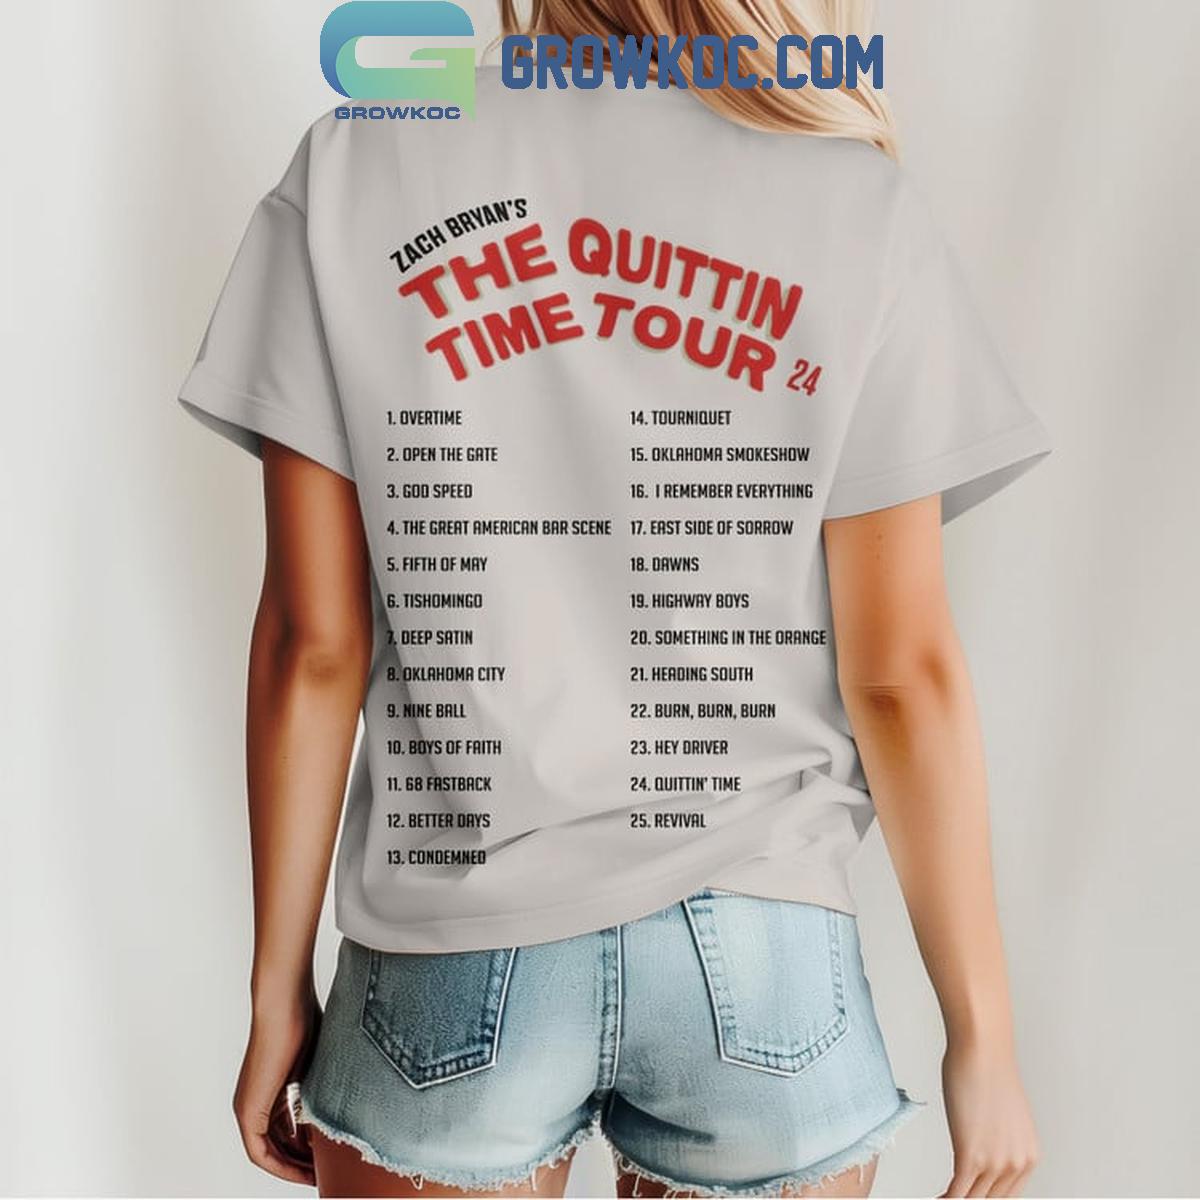 GROWKOC
GROWKOC.COM
ZACH BRYAN'S
THE QUITTIN
TIME TOUR 24
1. OVERTIME
2. OPEN THE GATE
3. GOD SPEED
4. THE GREAT AMERICAN BAR SCENE
5. FIFTH OF MAY
6. TISHOMINGO
7. DEEP SATIN
8. OKLAHOMA CITY
9. NINE BALL
10. BOYS OF FAITH
11. 68 FASTBACK
12. BETTER DAYS
13. CONDEMNED
14. TOURNIQUET
15. OKLAHOMA SMOKESHOW
16. I REMEMBER EVERYTHING
17. EAST SIDE OF SORROW
18. DAWNS
19. HIGHWAY BOYS
20. SOMETHING IN THE ORANGE
21. HEADING SOUTH
22. BURN, BURN, BURN
23. HEY DRIVER
24. QUITTIN' TIME
25. REVIVAL